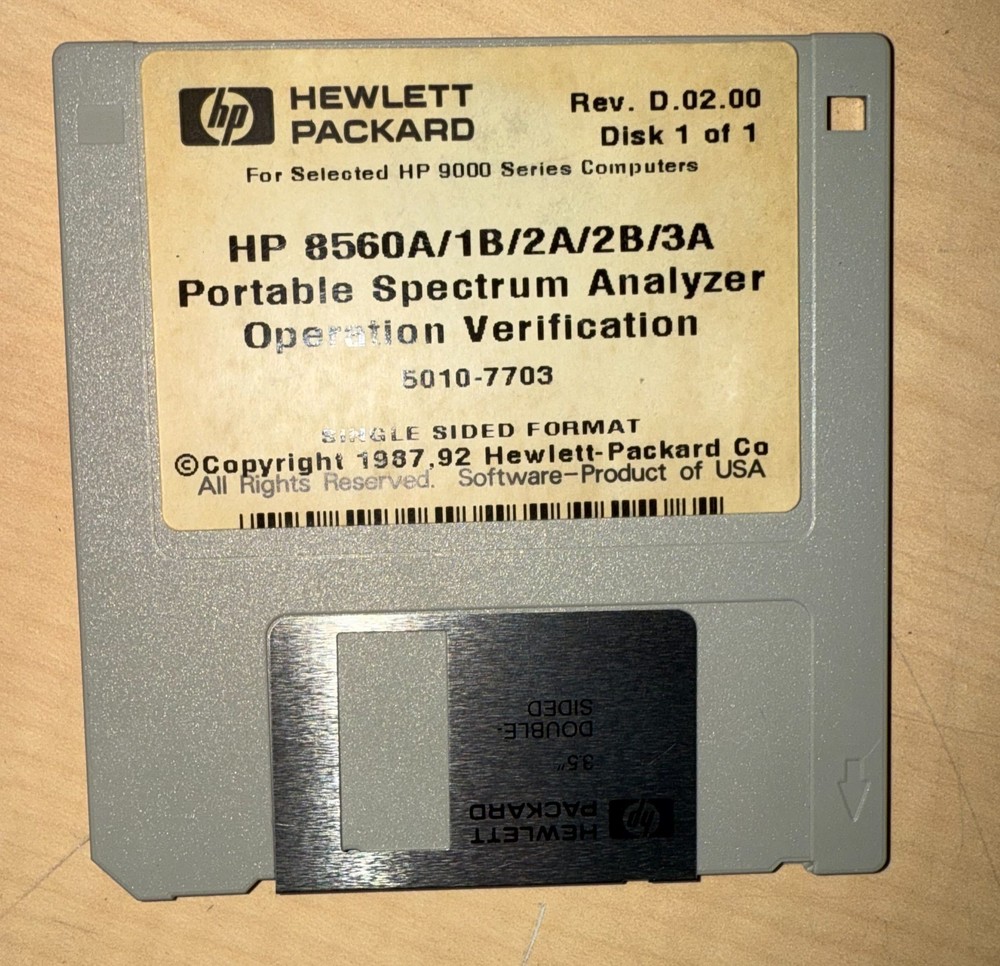 hp HEWLETT
PACKARD
Rev. D.02.00
Disk 1 of 1
For Selected HP 9000 Series Computers
HP 8560A/1B/2A/2B/3A
Portable Spectrum Analyzer
Operation Verification
5010-7703
SINGLE SIDED FORMAT
©Copyright 1987,92 Hewlett-Packard Co
All Rights Reserved. Software-Product of USA
hp HEWLETT
PACKARD
3.5"
DOUBLE-
SIDED